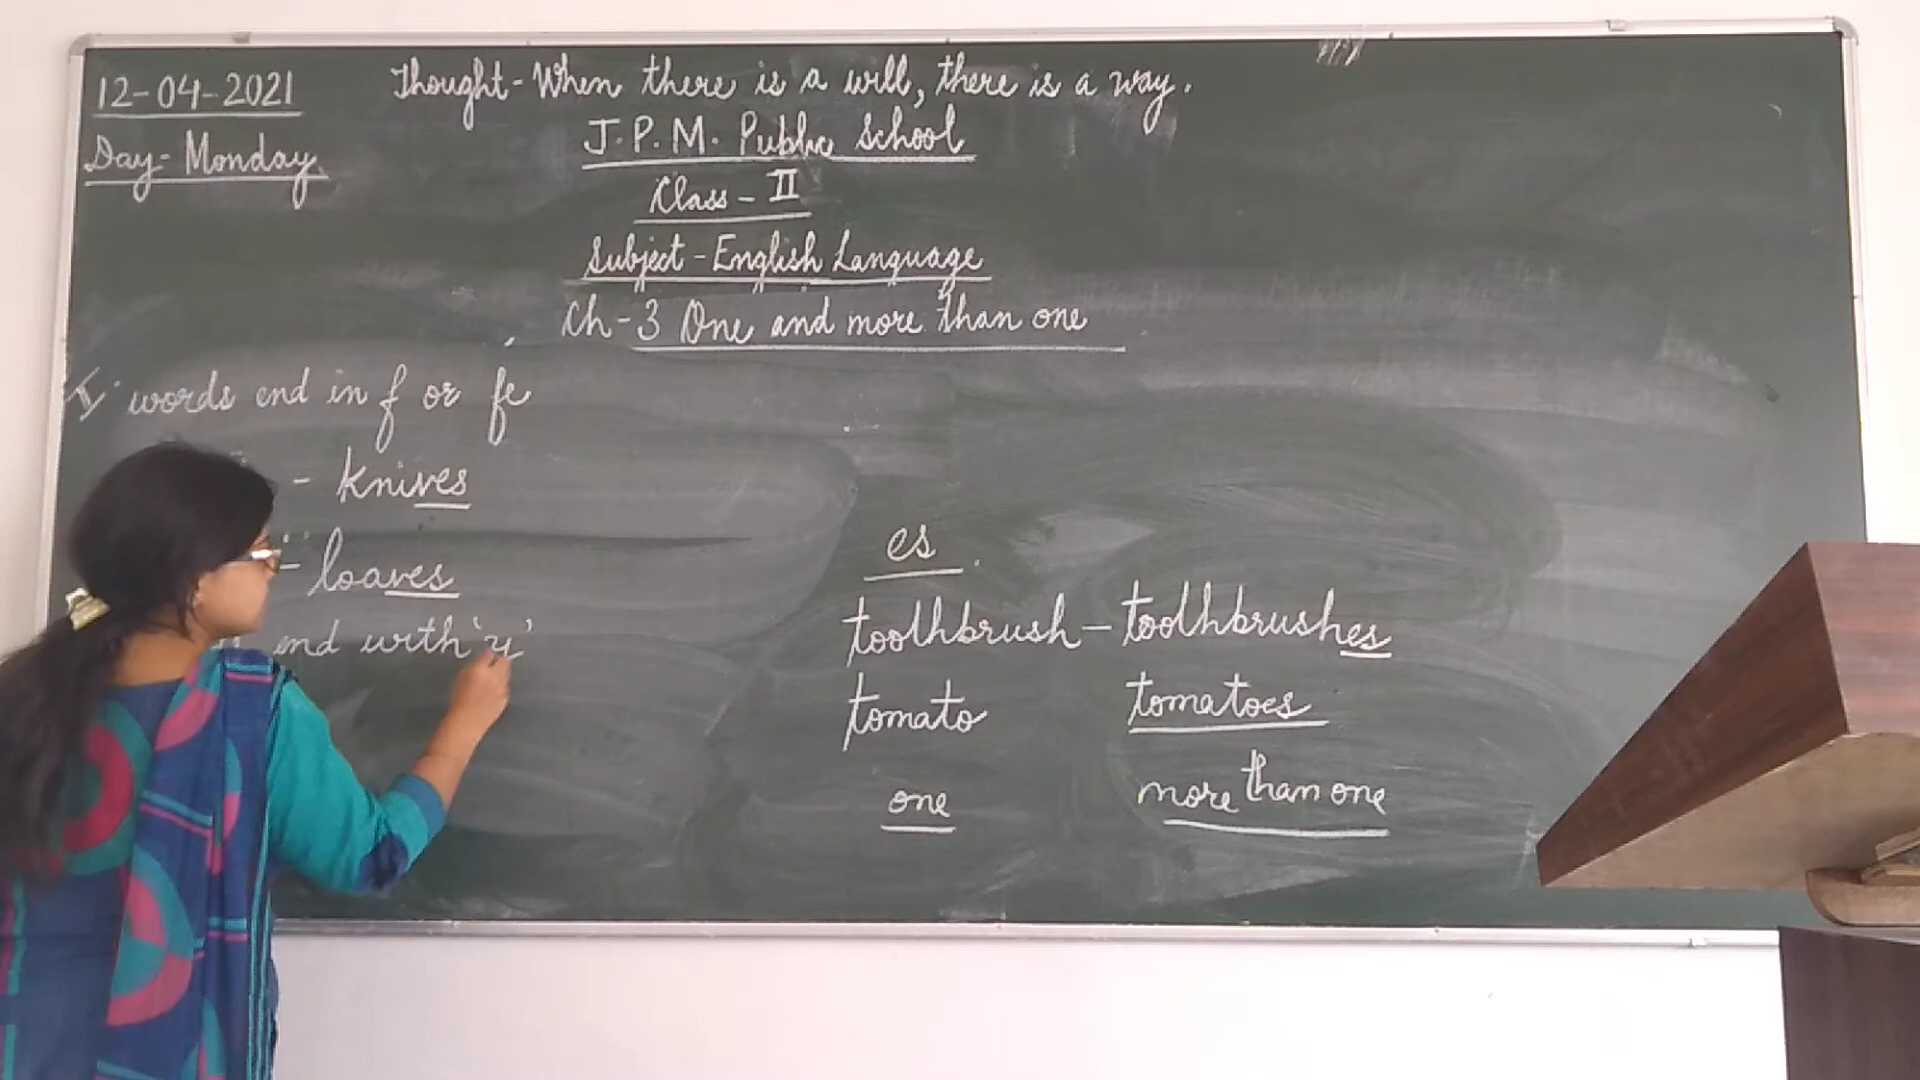 12-04-2021
Day- Monday
Thought- When there is a will, there is a way.
J.P.M. Public School
Class - II
Subject - English Language
Ch-3 One and more than one
words end in f or fe
- knives
- loaves
end with 'y'
es
toothbrush - toothbrushes
tomato tomatoes
one more than one